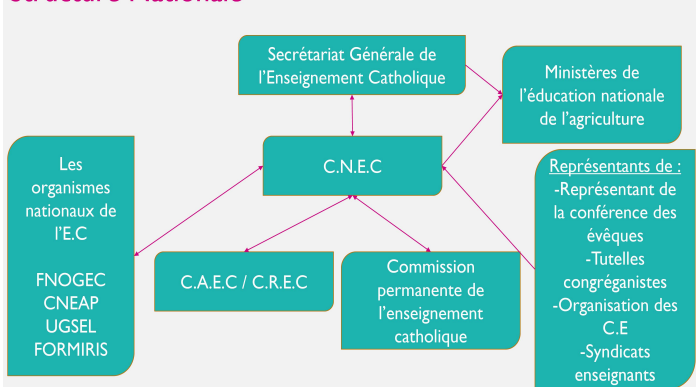 Secrétariat Générale de
l'Enseignement Catholique
Ministères de
l'éducation nationale
de l'agriculture
Les
organismes
nationaux de
l'E.C
FNOGEC
CNEAP
UGSEL
FORMIRIS
C.N.E.C
Représentants de :
-Représentant de
la conférence des
évêques
-Tutelles
congréganistes
-Organisation des
C.E
-Syndicats
enseignants
C.A.E.C / C.R.E.C
Commission
permanente de
l'enseignement
catholique